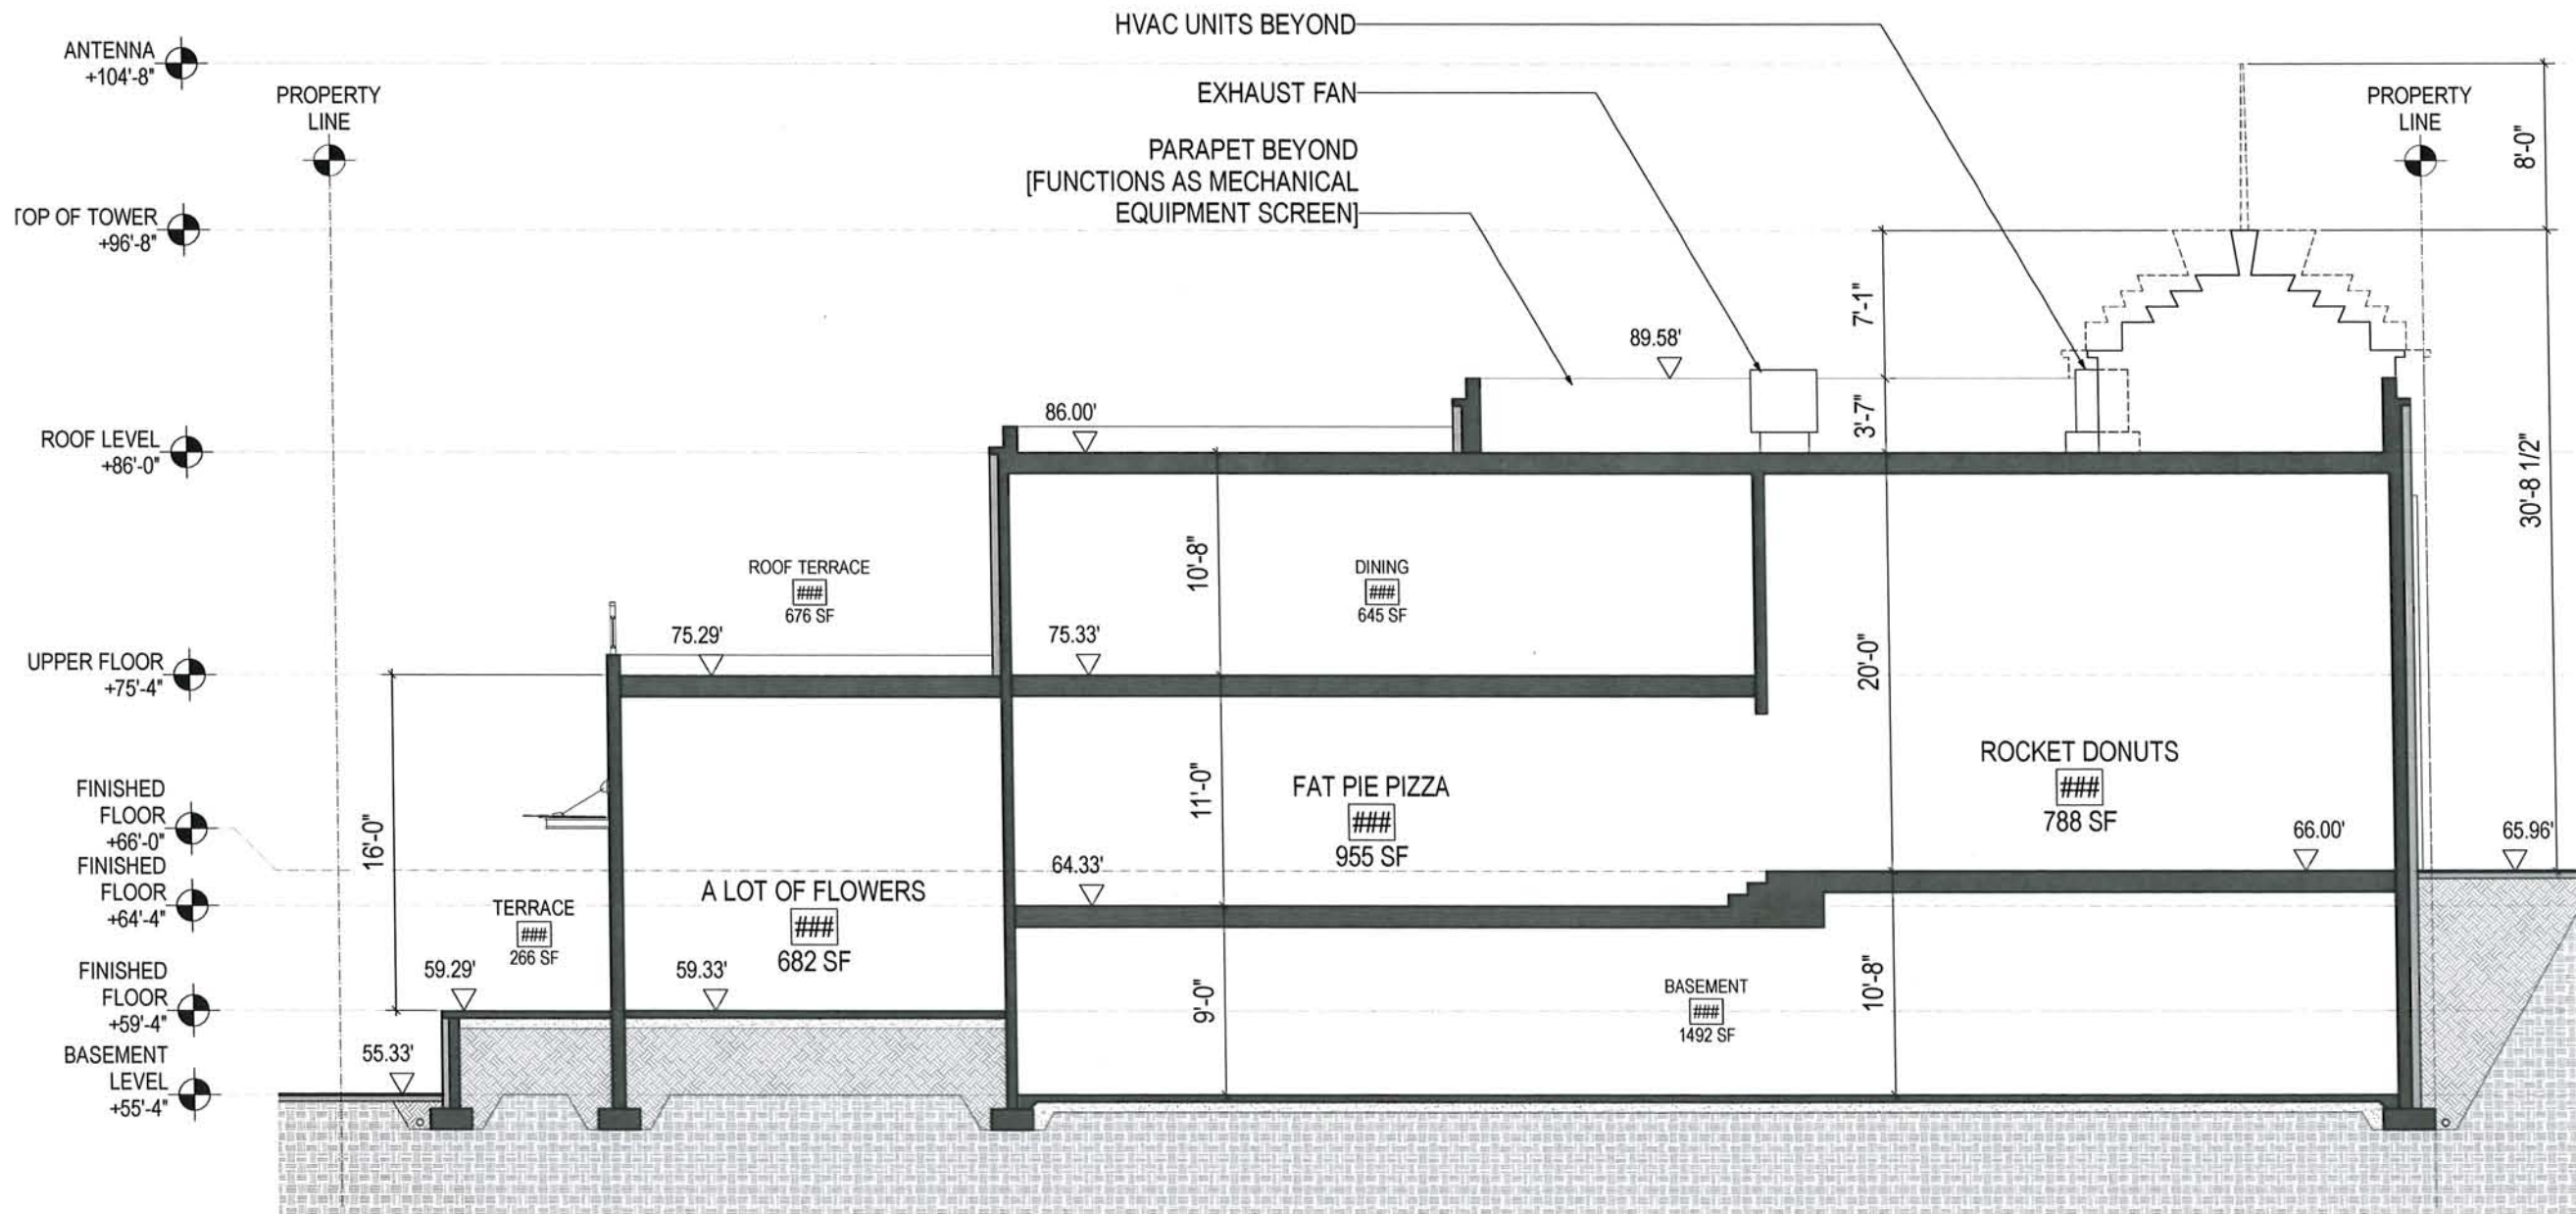 HVAC UNITS BEYOND
EXHAUST FAN
PARAPET BEYOND
[FUNCTIONS AS MECHANICAL
EQUIPMENT SCREEN]
ANTENNA
+104'-8"
PROPERTY
LINE
PROPERTY
LINE
8'-0"
TOP OF TOWER
+96'-8"
7'-1"
89.58'
3'-7"
86.00'
ROOF LEVEL
+86'-0"
30'-8 1/2"
10'-8"
ROOF TERRACE
###
676 SF
DINING
###
645 SF
75.29'
75.33'
UPPER FLOOR
+75'-4"
20'-0"
11'-0"
16'-0"
FAT PIE PIZZA
###
955 SF
ROCKET DONUTS
###
788 SF
FINISHED
FLOOR
+66'-0"
66.00'
65.96'
64.33'
FINISHED
FLOOR
+64'-4"
A LOT OF FLOWERS
###
682 SF
TERRACE
###
266 SF
59.29'
59.33'
FINISHED
FLOOR
+59'-4"
9'-0"
BASEMENT
###
1492 SF
10'-8"
BASEMENT
LEVEL
+55'-4"
55.33'